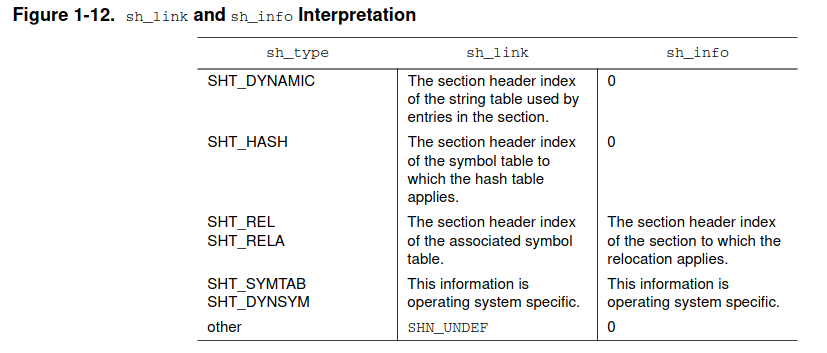 Figure 1-12. sh_link and sh_info Interpretation
sh_type sh_link sh_info
SHT_DYNAMIC The section header index 0
of the string table used by
entries in the section.
SHT_HASH The section header index 0
of the symbol table to
which the hash table
applies.
SHT_REL The section header index The section header index
SHT_RELA of the associated symbol of the section to which the
table. relocation applies.
SHT_SYMTAB This information is This information is
SHT_DYNSYM operating system specific. operating system specific.
other SHN_UNDEF 0